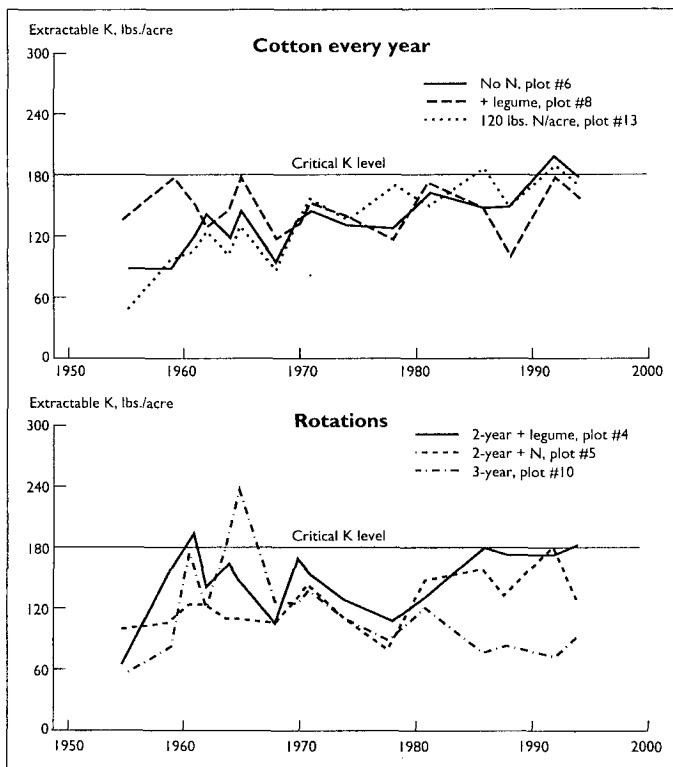 Extractable K, lbs./acre
Cotton every year
300
No N, plot #6
+ legume, plot #8
240
120 lbs. N/acre, plot #13
Critical K level
180
120
60
0
1950 1960 1970 1980 1990 2000
Extractable K, lbs./acre
Rotations
300
2-year + legume, plot #4
2-year + N, plot #5
3-year, plot #10
240
Critical K level
180
120
60
0
1950 1960 1970 1980 1990 2000